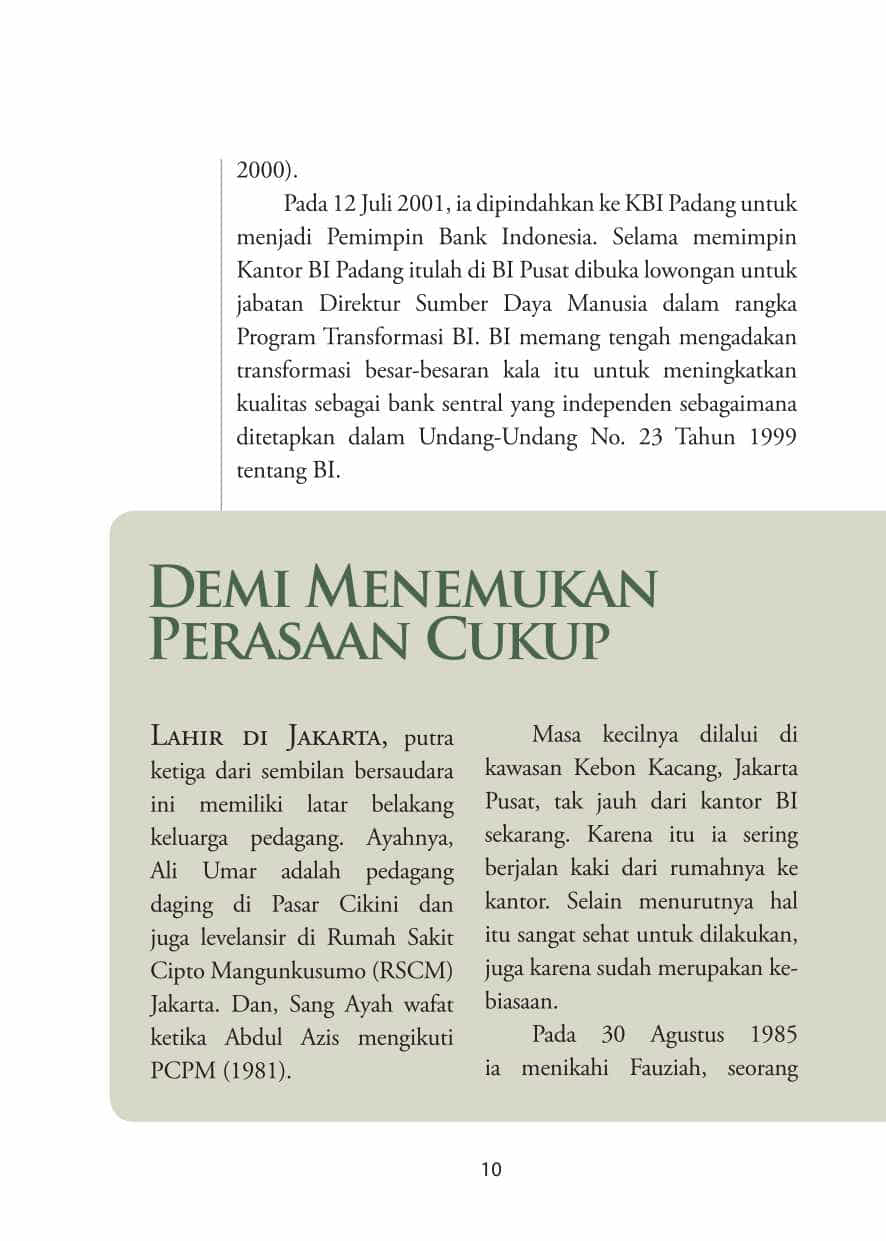 2000).
Pada 12 Juli 2001, ia dipindahkan ke KBI Padang untuk
menjadi Pemimpin Bank Indonesia. Selama memimpin
Kantor BI Padang itulah di BI Pusat dibuka lowongan untuk
jabatan Direktur Sumber Daya Manusia dalam rangka
Program Transformasi BI. BI memang tengah mengadakan
transformasi besar-besaran kala itu untuk meningkatkan
kualitas sebagai bank sentral yang independen sebagaimana
ditetapkan dalam Undang-Undang No. 23 Tahun 1999
tentang BI.
Demi Menemukan
Perasaan Cukup
Lahir di Jakarta, putra
ketiga dari sembilan bersaudara
ini memiliki latar belakang
keluarga pedagang. Ayahnya,
Ali Umar adalah pedagang
daging di Pasar Cikini dan
juga levelansir di Rumah Sakit
Cipto Mangunkusumo (RSCM)
Jakarta. Dan, Sang Ayah wafat
ketika Abdul Azis mengikuti
PCPM (1981).
Masa kecilnya dilalui di
kawasan Kebon Kacang, Jakarta
Pusat, tak jauh dari kantor BI
sekarang. Karena itu ia sering
berjalan kaki dari rumahnya ke
kantor. Selain menurutnya hal
itu sangat sehat untuk dilakukan,
juga karena sudah merupakan ke-
biasaan.
Pada 30 Agustus 1985
ia menikahi Fauziah, seorang
10